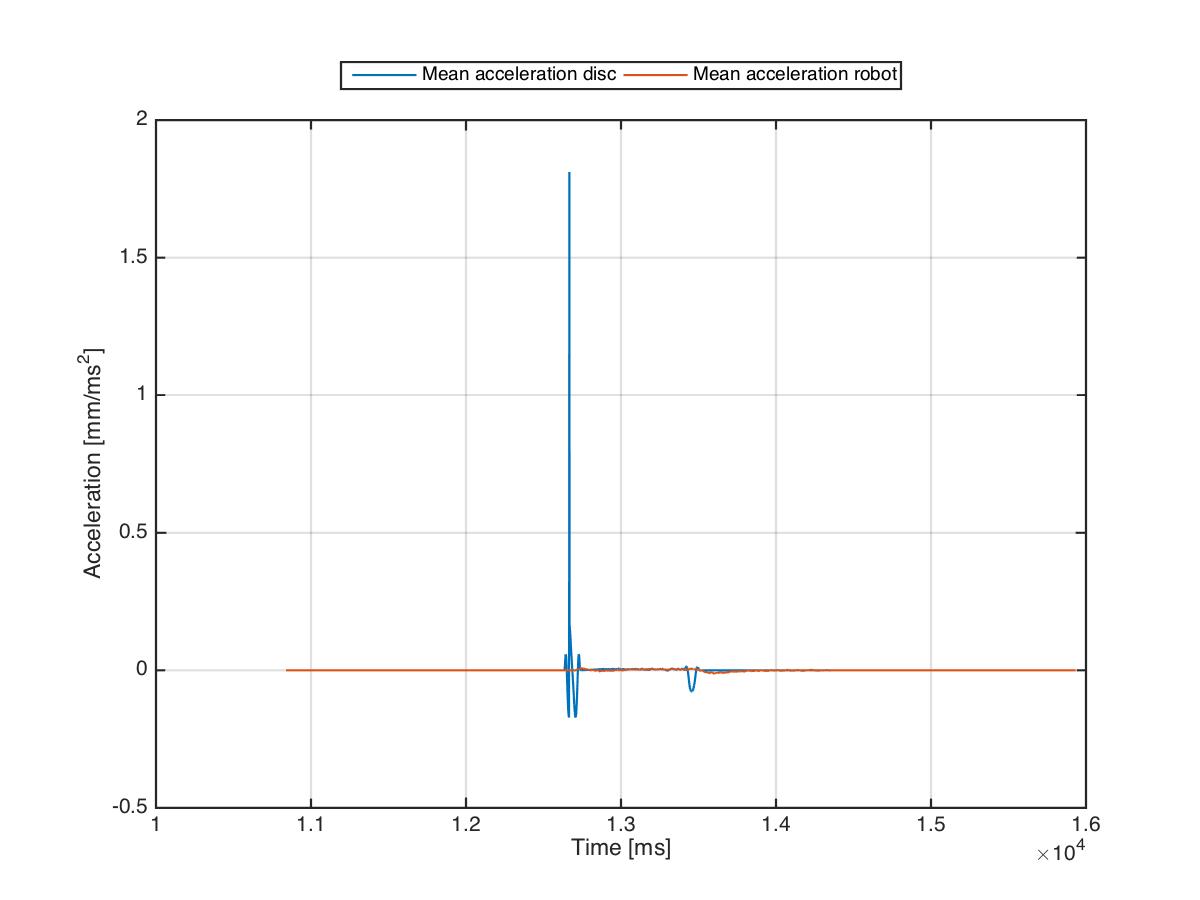 Mean acceleration disc Mean acceleration robot
2
1.5
1
0.5
0
-0.5
Acceleration [mm/ms²]
1 1.1 1.2 1.3 1.4 1.5 1.6
Time [ms]
×10⁴